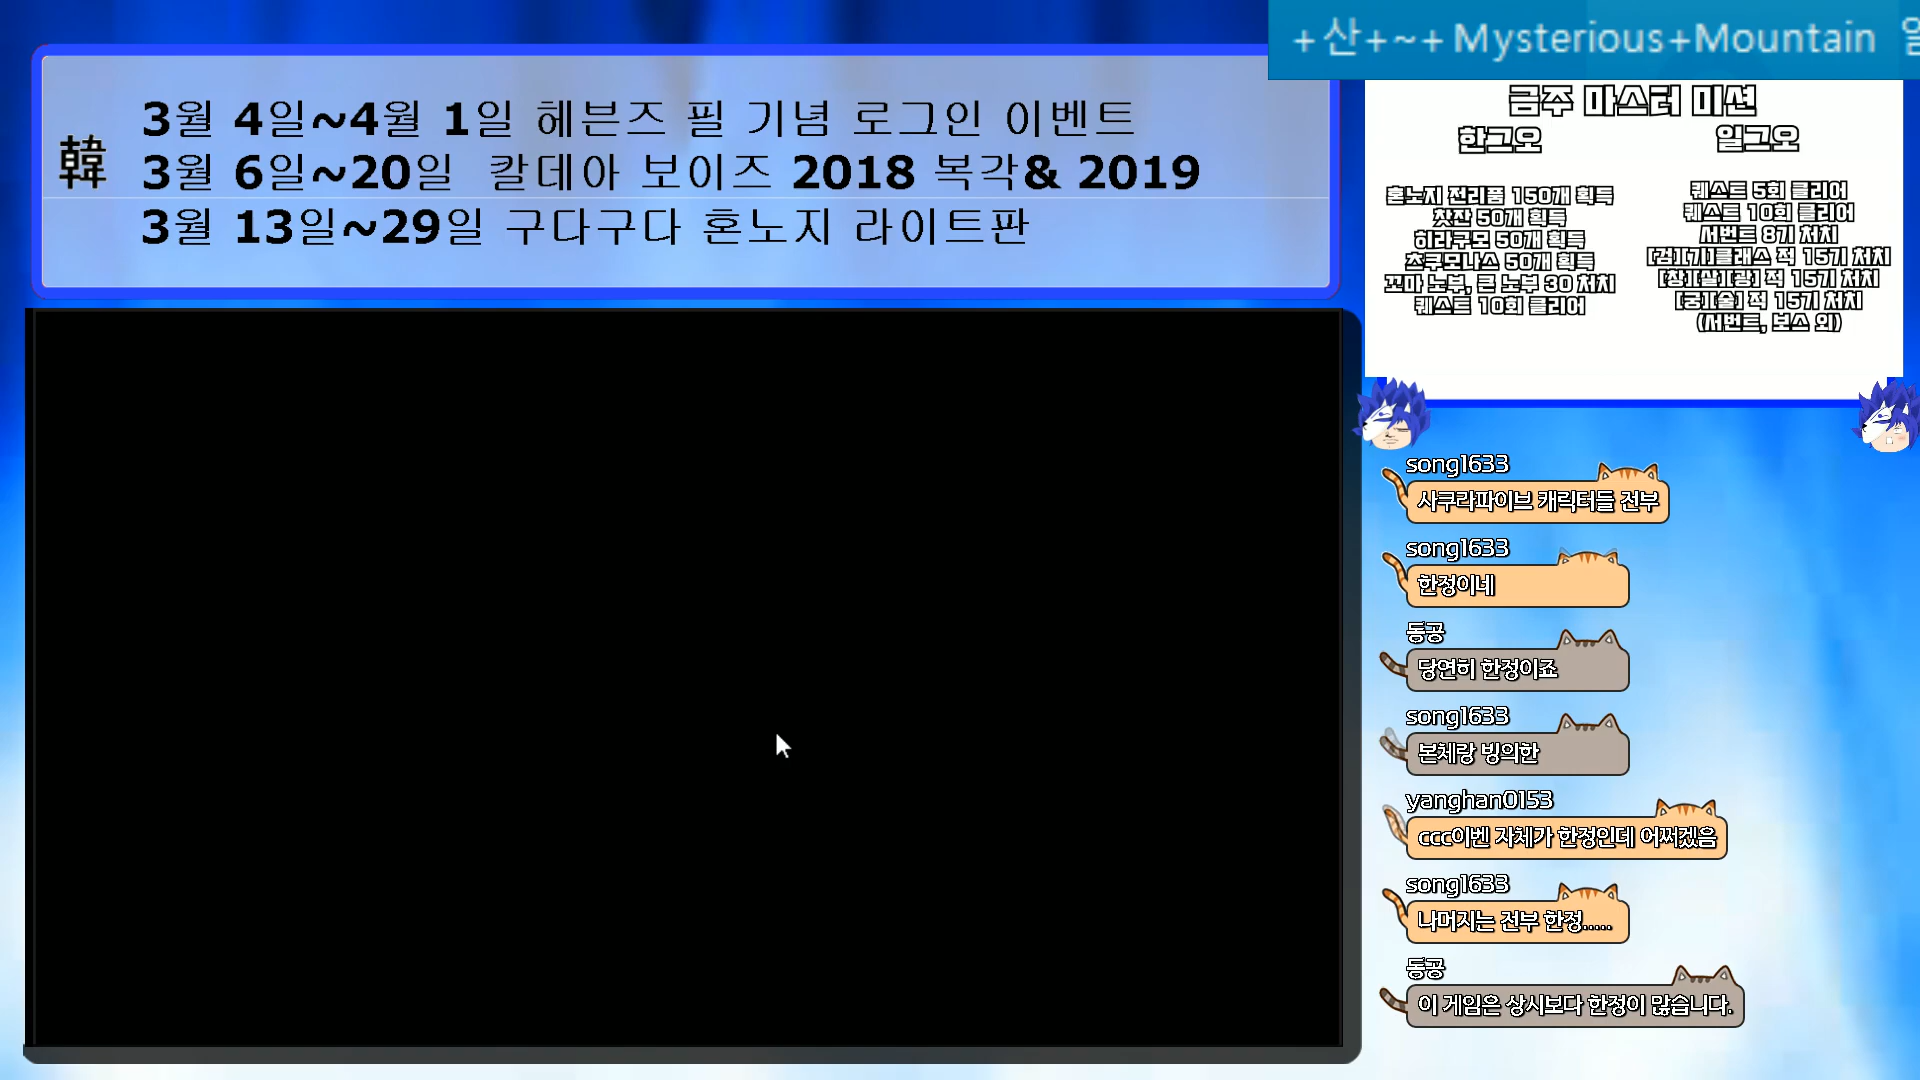 +산+~+Mysterious+Mountain 일
韓
3월 4일~4월 1일 헤븐즈 필 기념 로그인 이벤트
3월 6일~20일 칼데아 보이즈 2018 복각& 2019
3월 13일~29일 구다구다 혼노지 라이트판
금주 마스터 미션
한그오
혼노지 전리품 150개 획득
찻잔 50개 획득
히라구모 50개 획득
츠쿠모나스 50개 획득
꼬마 노부, 큰 노부 30 처치
퀘스트 10회 클리어
일그오
퀘스트 5회 클리어
퀘스트 10회 클리어
서번트 8기 처치
[검][기]클래스 적 15기 처치
[창][살][광] 적 15기 처치
[궁][술] 적 15기 처치
(서번트, 보스 외)
song1633
사쿠라파이브 캐릭터들 전부
song1633
한정이네
동공
당연히 한정이죠
song1633
본체랑 빙의한
yanghan0153
ccc이벤 자체가 한정인데 어쩌겠음
song1633
나머지는 전부 한정.....
동공
이 게임은 상시보다 한정이 많습니다.